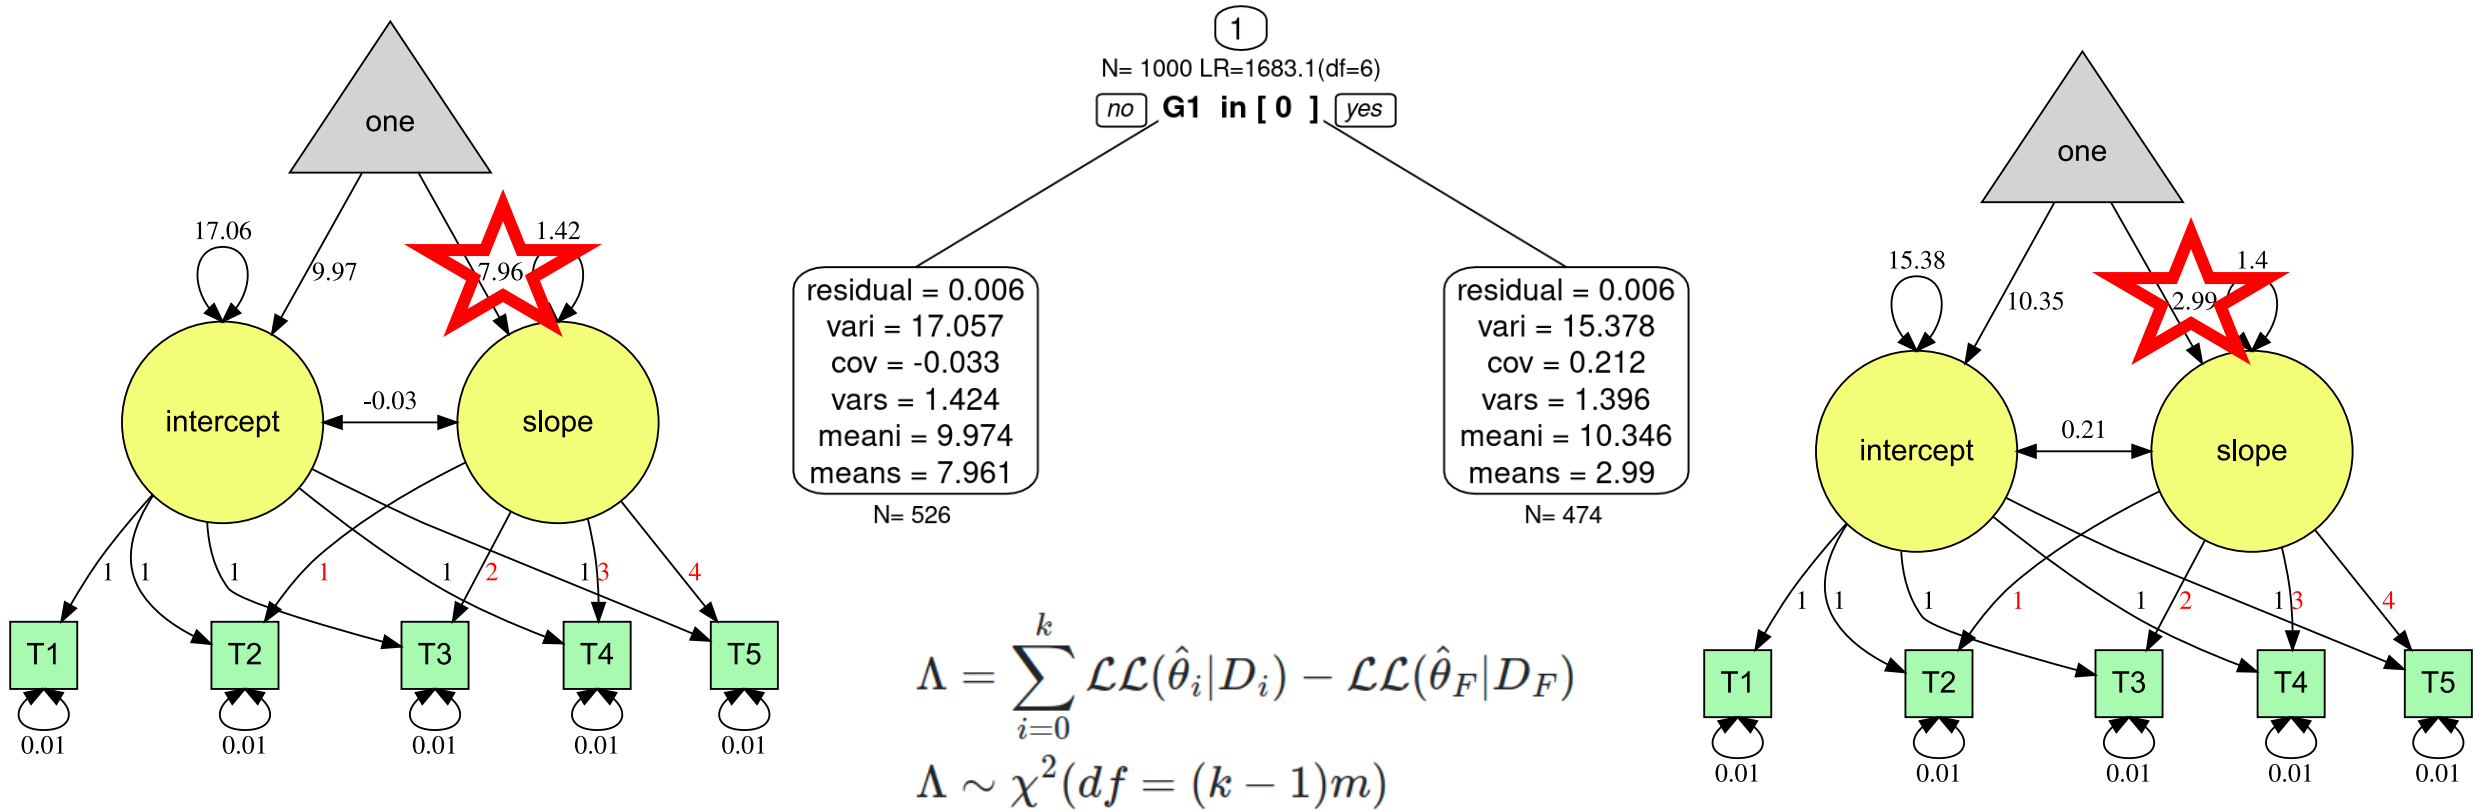 one
17.06
9.97
7.96
1.42
intercept
-0.03
slope
1
1
1
1
1
1
2
3
4
T1
T2
T3
T4
T5
0.01
0.01
0.01
0.01
0.01
1
N= 1000 LR=1683.1(df=6)
no
G1 in [ 0 ]
yes
residual = 0.006
vari = 17.057
cov = -0.033
vars = 1.424
meani = 9.974
means = 7.961
N= 526
residual = 0.006
vari = 15.378
cov = 0.212
vars = 1.396
meani = 10.346
means = 2.99
N= 474
Λ = ∑_{i=0}^{k} ℒℒ(θ̂_i|D_i) − ℒℒ(θ̂_F|D_F)
Λ ∼ χ²(df = (k − 1)m)
one
15.38
10.35
2.99
1.4
intercept
0.21
slope
1
1
1
1
1
1
2
3
4
T1
T2
T3
T4
T5
0.01
0.01
0.01
0.01
0.01